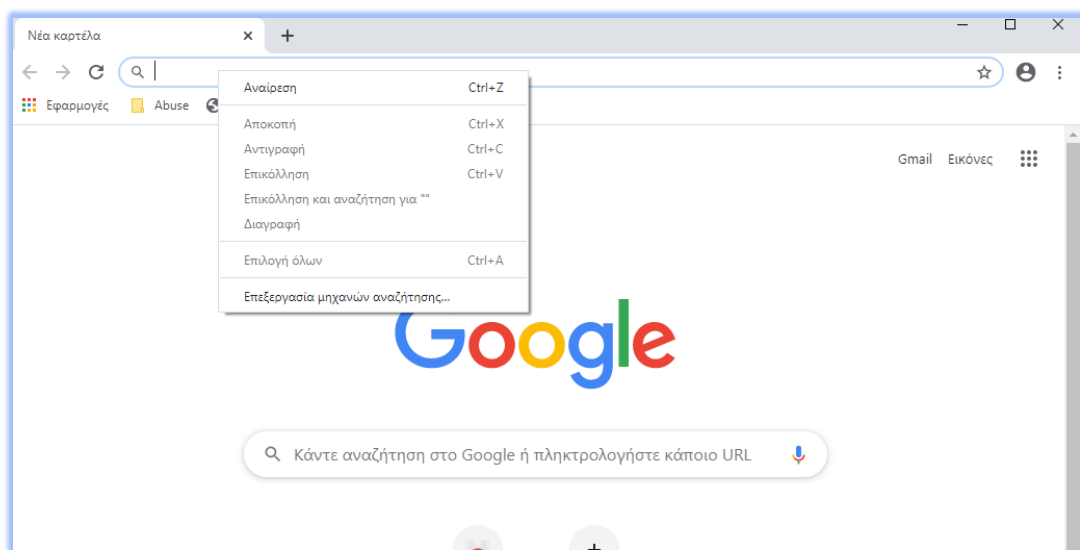 Νέα καρτέλα
Εφαρμογές Abuse
Αναίρεση Ctrl+Z
Αποκοπή Ctrl+X
Αντιγραφή Ctrl+C
Επικόλληση Ctrl+V
Επικόλληση και αναζήτηση για ""
Διαγραφή
Επιλογή όλων Ctrl+A
Επεξεργασία μηχανών αναζήτησης...
Gmail Εικόνες
Google
Κάντε αναζήτηση στο Google ή πληκτρολογήστε κάποιο URL